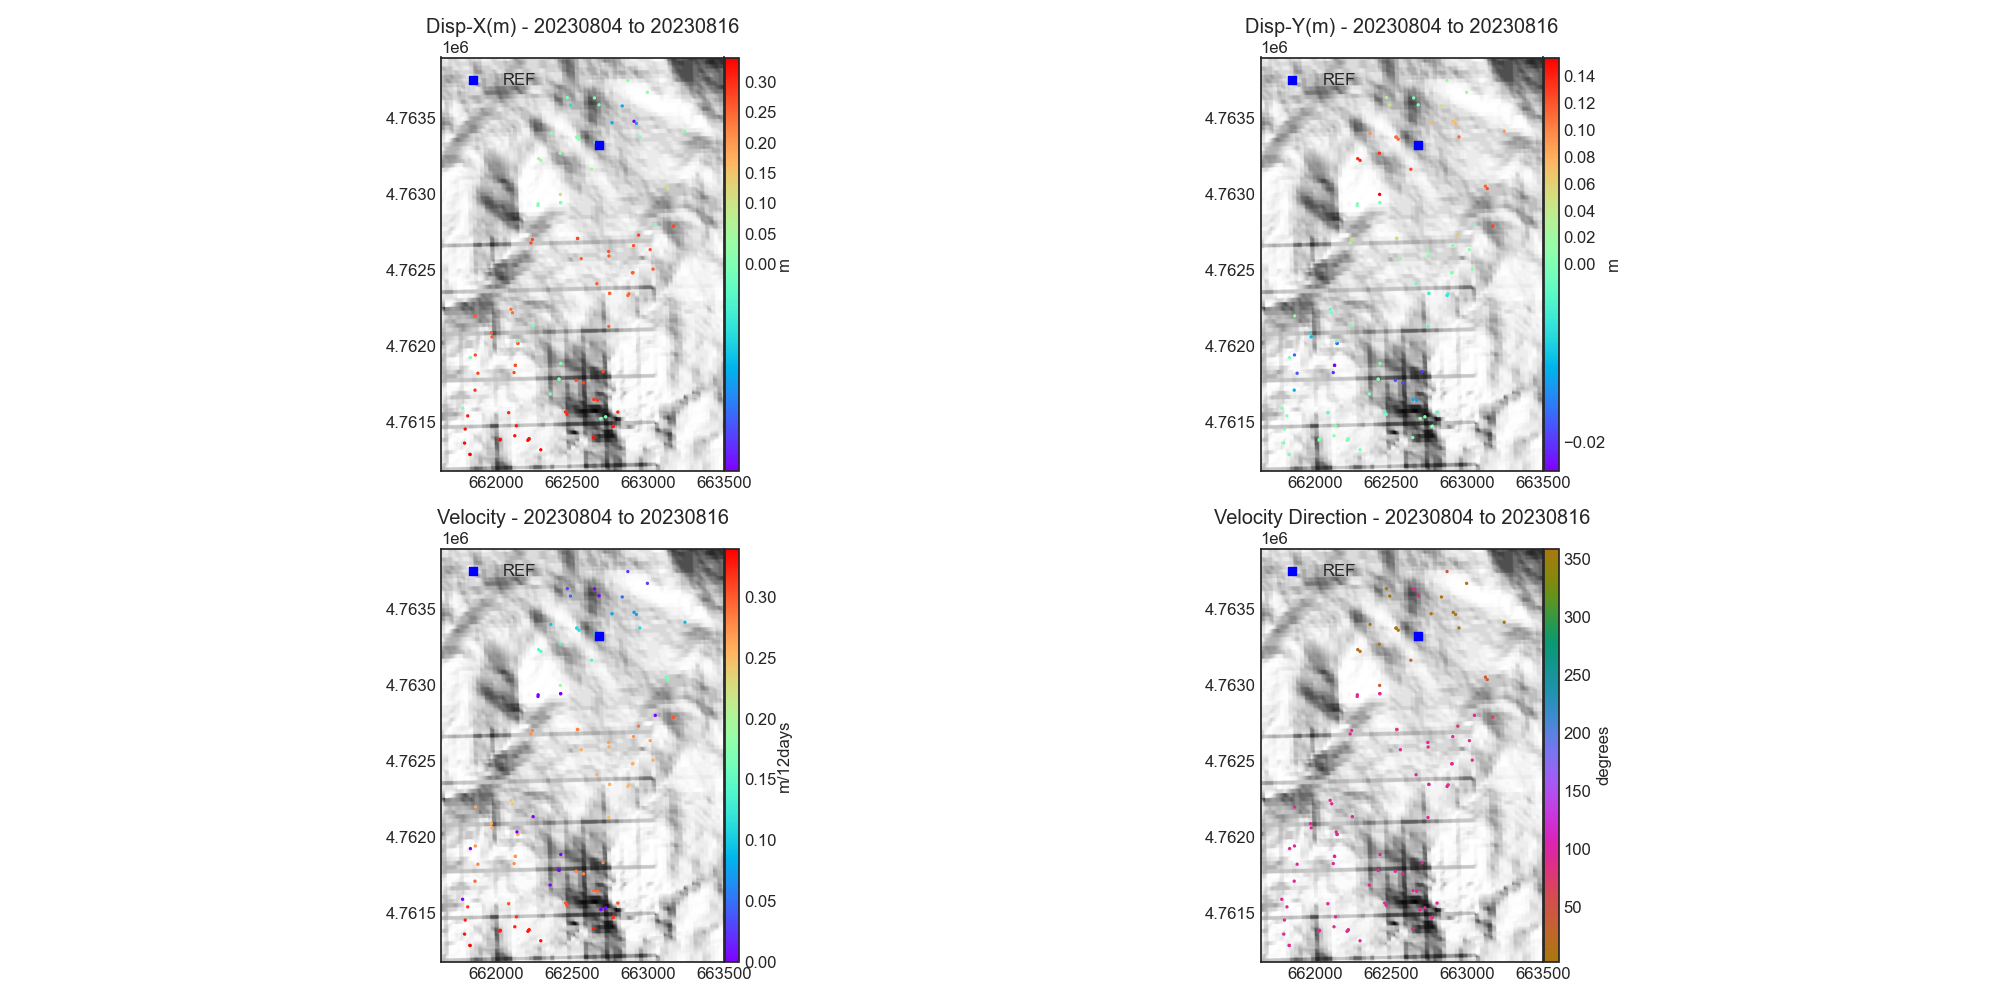 Disp-X(m) - 20230804 to 20230816
1e6
REF
4.7635
4.7630
4.7625
4.7620
4.7615
662000 662500 663000 663500
0.30
0.25
0.20
0.15
0.10
0.05
0.00
m
Disp-Y(m) - 20230804 to 20230816
1e6
REF
4.7635
4.7630
4.7625
4.7620
4.7615
662000 662500 663000 663500
0.14
0.12
0.10
0.08
0.06
0.04
0.02
0.00
−0.02
m
Velocity - 20230804 to 20230816
1e6
REF
4.7635
4.7630
4.7625
4.7620
4.7615
662000 662500 663000 663500
0.30
0.25
0.20
0.15
0.10
0.05
0.00
m/12days
Velocity Direction - 20230804 to 20230816
1e6
REF
4.7635
4.7630
4.7625
4.7620
4.7615
662000 662500 663000 663500
350
300
250
200
150
100
50
degrees